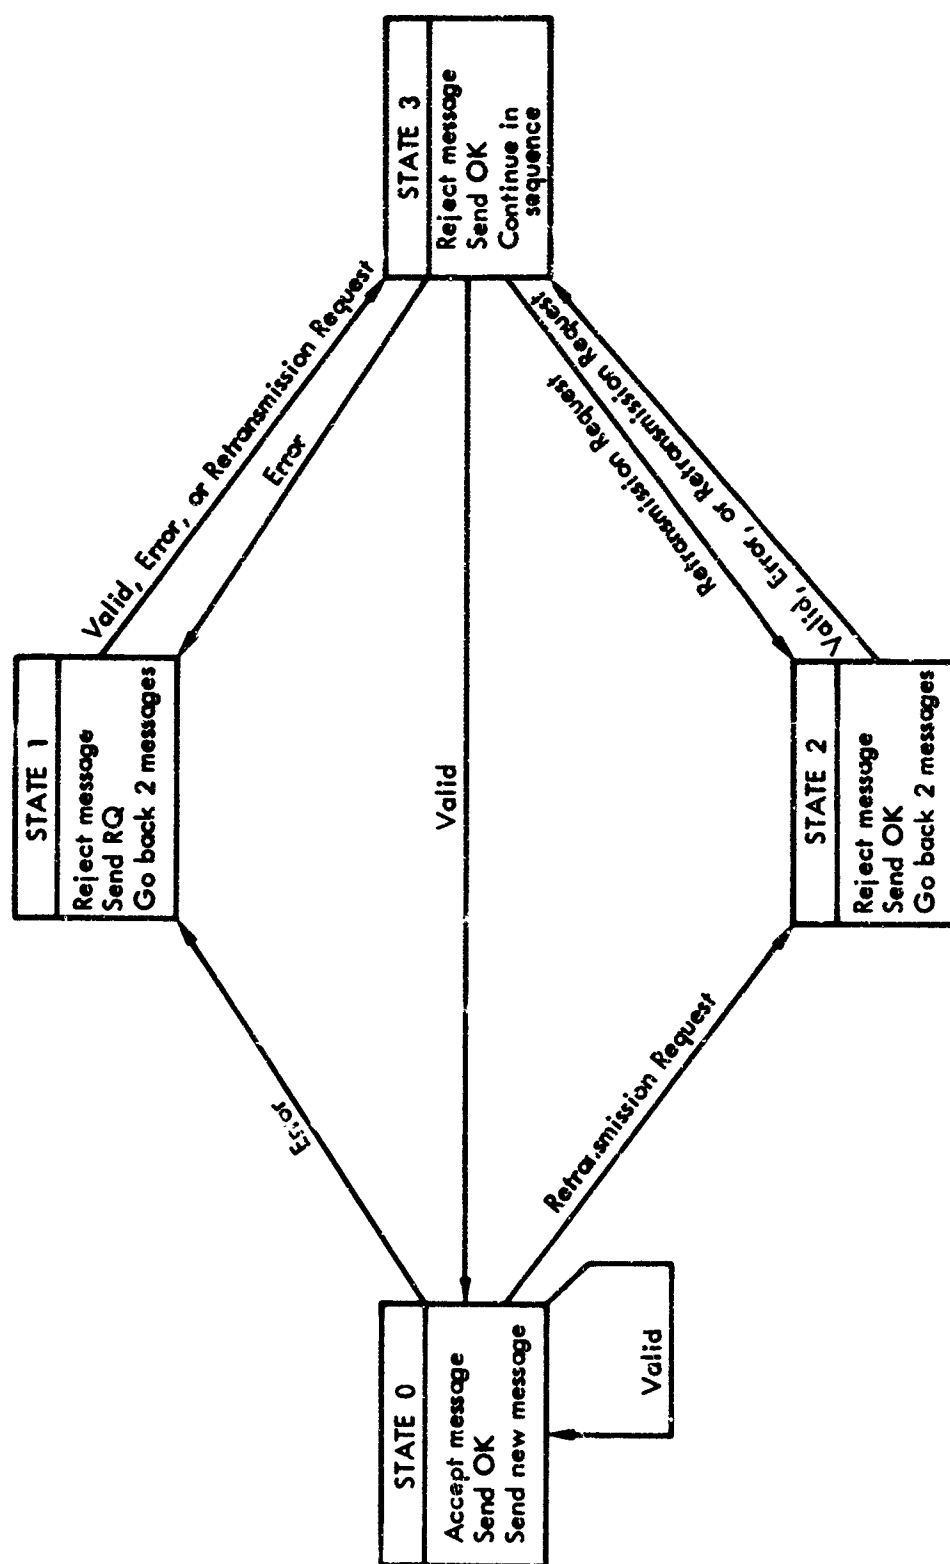 STATE 1
Reject message
Send RQ
Go back 2 messages
Valid, Error, or Retransmission Request
Error
Error
STATE 0
Accept message
Send OK
Send new message
Valid
Valid
STATE 3
Reject message
Send OK
Continue in
sequence
Retransmission Request
Retransmission Request
Valid, Error, or Retransmission Request
STATE 2
Reject message
Send OK
Go back 2 messages